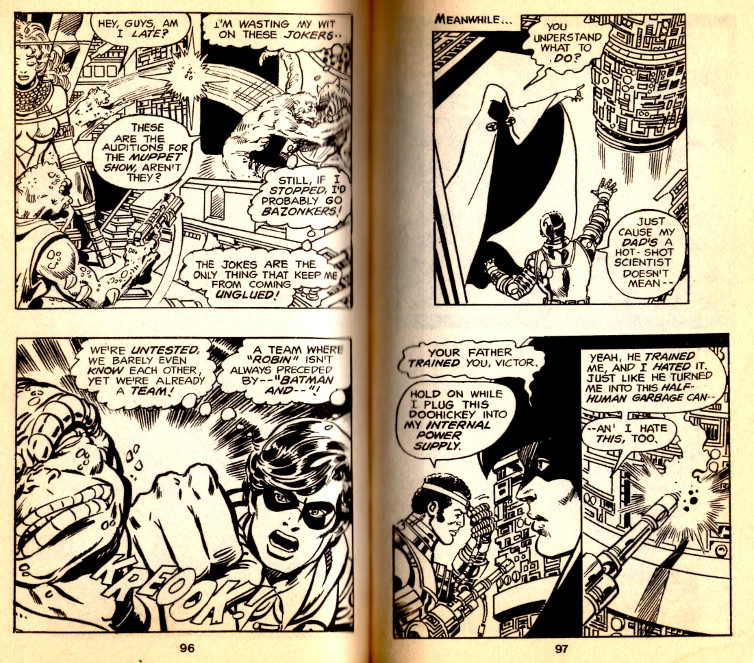 HEY, GUYS, AM
I LATE?
I'M WASTING MY WIT
ON THESE JOKERS..
THESE
ARE THE
AUDITIONS FOR
THE MUPPET
SHOW, AREN'T
THEY?
STILL, IF I
STOPPED, I'D
PROBABLY GO
BAZONKERS!
THE JOKES ARE THE
ONLY THING THAT KEEP ME
FROM COMING
UNGLUED!
WE'RE UNTESTED,
WE BARELY EVEN
KNOW EACH OTHER,
YET WE'RE ALREADY
A TEAM!
A TEAM WHERE
"ROBIN" ISN'T
ALWAYS PRECEDED
BY--"BATMAN
AND--"!
KRREOOK-!
96
MEANWHILE...
YOU
UNDERSTAND
WHAT TO
DO?
JUST
CAUSE MY
DAD'S A
HOT-SHOT
SCIENTIST
DOESN'T
MEAN--
YOUR FATHER
TRAINED YOU, VICTOR.
HOLD ON WHILE
I PLUG THIS
DOOHICKEY INTO
MY INTERNAL
POWER
SUPPLY.
YEAH, HE TRAINED
ME, AND I HATED IT.
JUST LIKE HE TURNED
ME INTO THIS HALF-
HUMAN GARBAGE CAN--
--AN' I HATE
THIS, TOO.
97